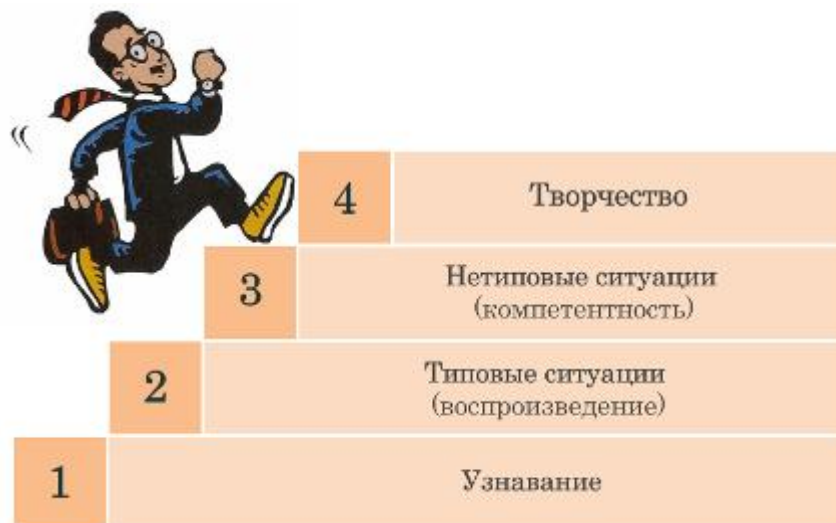 4 Творчество
3 Нетиповые ситуации
(компетентность)
2 Типовые ситуации
(воспроизведение)
1 Узнавание